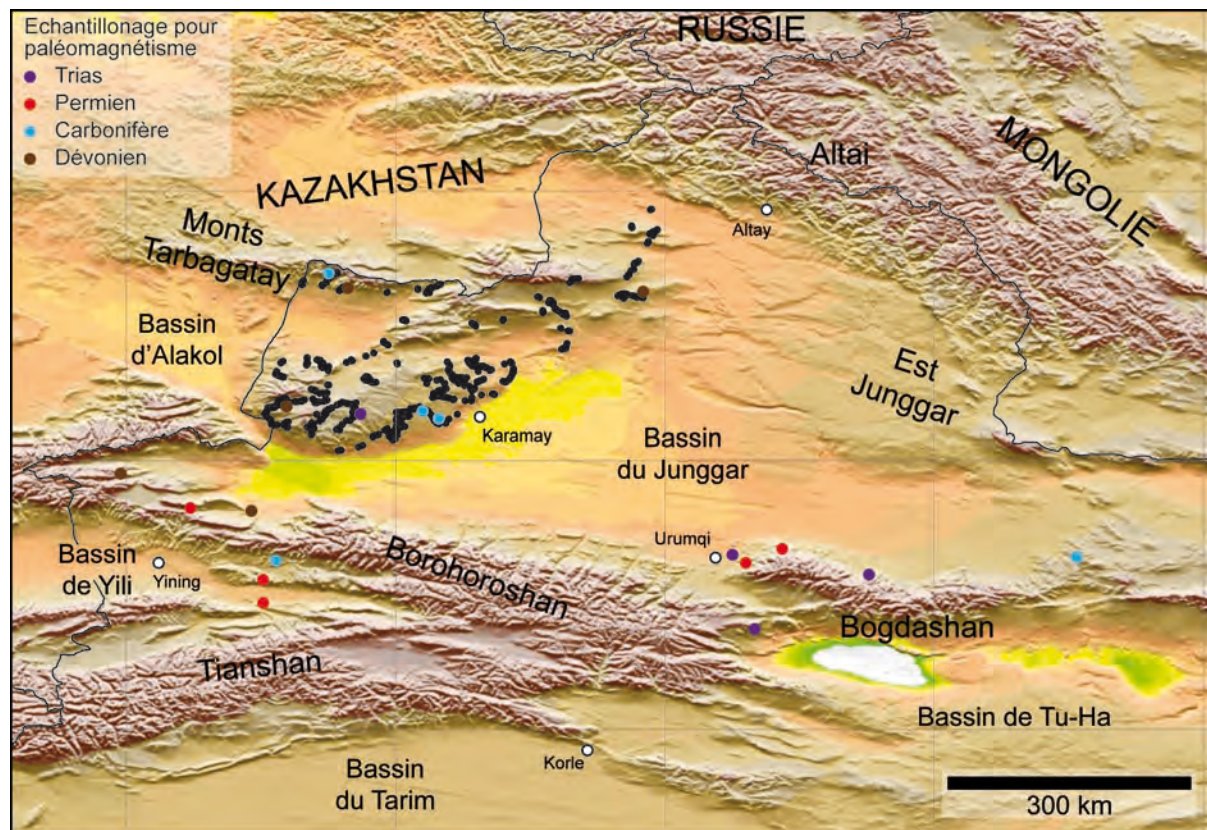 Echantillonage pour
paléomagnétisme
Trias
Permien
Carbonifère
Dévonien
RUSSIE
MONGOLIE
Altai
KAZAKHSTAN
Monts
Tarbagatay
Altay
Bassin
d'Alakol
Est
Junggar
Karamay
Bassin
du Junggar
Urumqi
Bassin
de Yili
Yining
Borohoroshan
Bogdashan
Tianshan
Bassin de Tu-Ha
Korle
Bassin
du Tarim
300 km